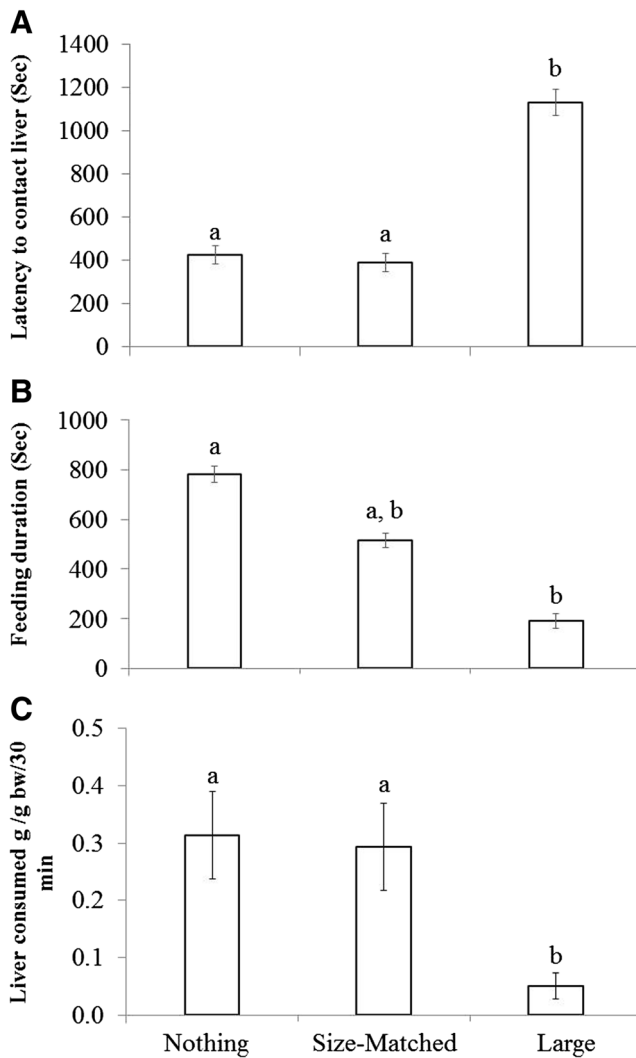 A
Latency to contact liver (Sec)
1400
1200
1000
800
600
400
200
0
a
a
b
B
Feeding duration (Sec)
1000
800
600
400
200
0
a
a, b
b
C
Liver consumed g /g bw/30
min
0.5
0.4
0.3
0.2
0.1
0.0
a
a
b
Nothing
Size-Matched
Large